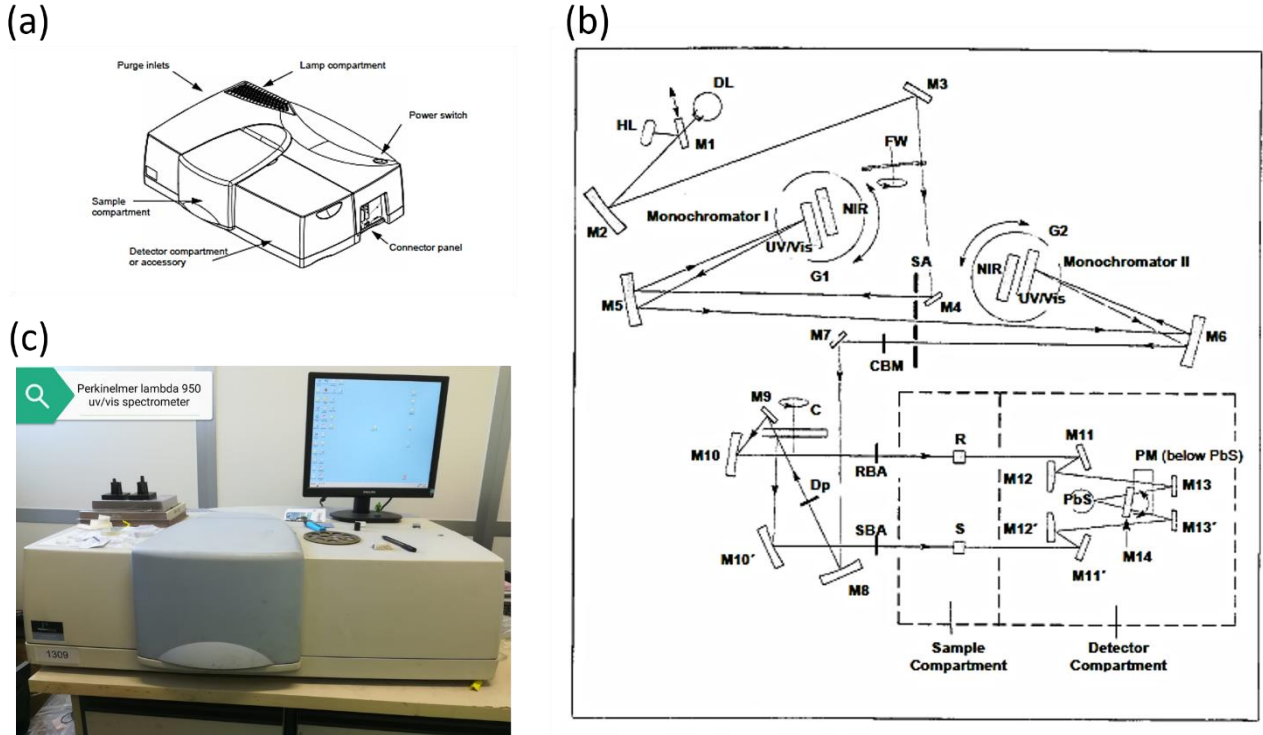 (a)
Purge inlets
Lamp compartment
Power switch
Sample
compartment
Detector compartment
or accessory
Connector panel
(b)
DL
HL
M1
M2
M3
FW
Monochromator I
NIR
UV/Vis
G1
SA
G2
NIR
UV/Vis
Monochromator II
M4
M5
M6
M7
CBM
M9
C
M10
RBA
R
M11
PM (below PbS)
M12
M13
Dp
PbS
SBA
S
M12´
M13´
M14
M10´
M8
M11´
Sample
Compartment
Detector
Compartment
(c)
Perkinelmer lambda 950
uv/vis spectrometer
PHILIPS
1309